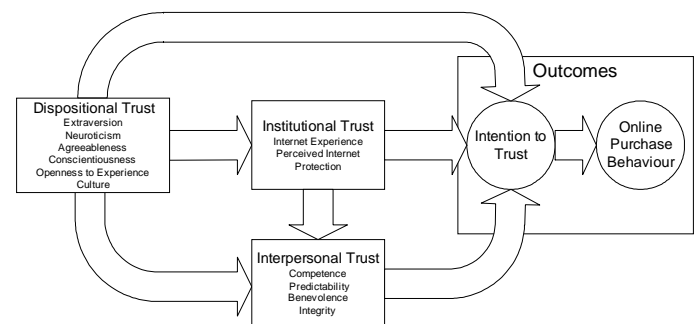 Outcomes
Dispositional Trust
Extraversion
Neuroticism
Agreeableness
Conscientiousness
Openness to Experience
Culture
Institutional Trust
Internet Experience
Perceived Internet
Protection
Intention to
Trust
Online
Purchase
Behaviour
Interpersonal Trust
Competence
Predictability
Benevolence
Integrity